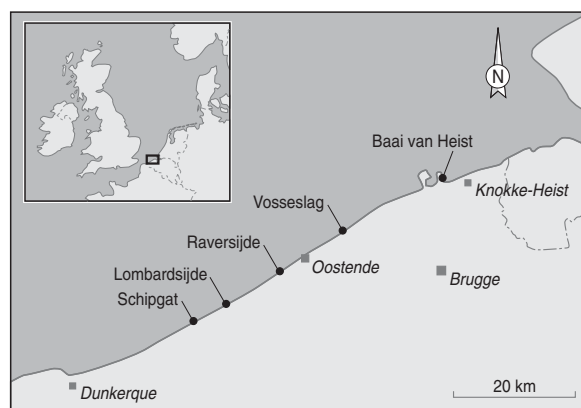 N
Baai van Heist
Knokke-Heist
Vosseslag
Raversijde
Oostende
Lombardsijde
Brugge
Schipgat
Dunkerque
20 km